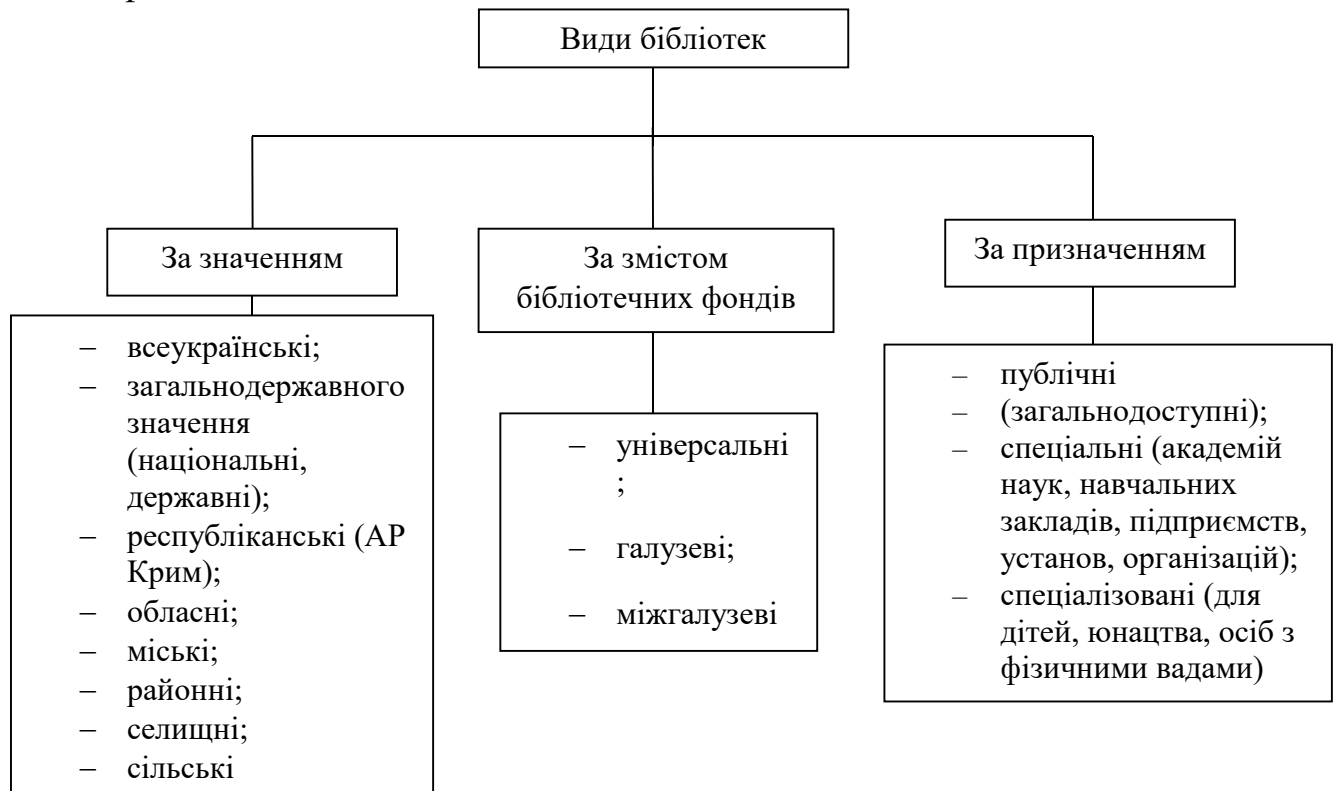 Види бібліотек
За значенням
За змістом
бібліотечних фондів
За призначенням
– всеукраїнські;
– загальнодержавного
значення
(національні,
державні);
– республіканські (АР
Крим);
– обласні;
– міські;
– районні;
– селищні;
– сільські
– універсальні
;
– галузеві;
– міжгалузеві
– публічні
– (загальнодоступні);
– спеціальні (академій
наук, навчальних
закладів, підприємств,
установ, організацій);
– спеціалізовані (для
дітей, юнацтва, осіб з
фізичними вадами)